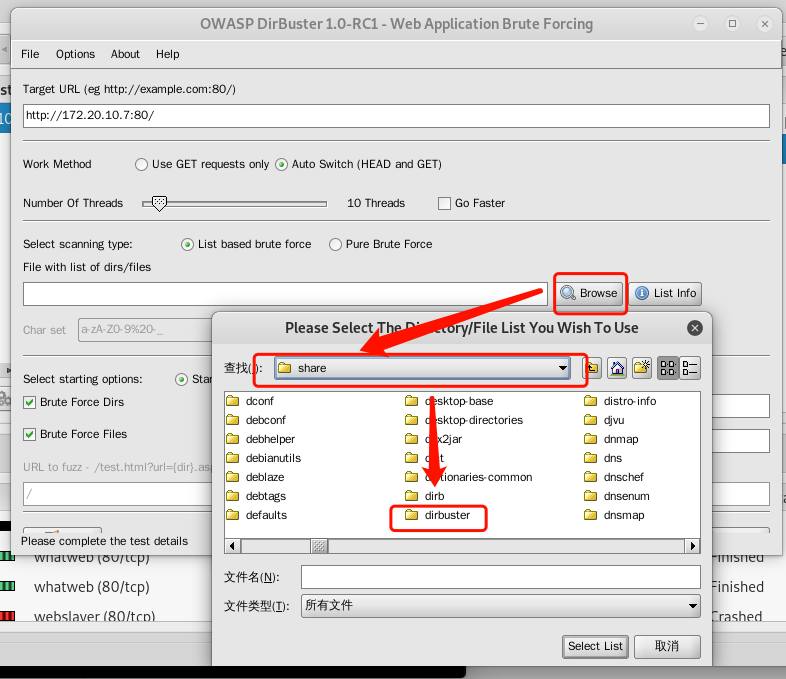 OWASP DirBuster 1.0-RC1 - Web Application Brute Forcing
File Options About Help
Target URL (eg http://example.com:80/)
http://172.20.10.7:80/
Work Method Use GET requests only Auto Switch (HEAD and GET)
Number Of Threads 10 Threads Go Faster
Select scanning type: List based brute force Pure Brute Force
File with list of dirs/files
Browse List Info
Char set a-zA-Z0-9%20-_
Please Select The Directory/File List You Wish To Use
查找(I): share
Select starting options: Star
Brute Force Dirs
Brute Force Files
URL to fuzz - /test.html?url={dir}.asp
/
Please complete the test details
dconf desktop-base distro-info
debconf desktop-directories djvu
debhelper dex2jar dnmap
debianutils dns
deblaze dictionaries-common dnschef
debtags dirb dnsenum
defaults dirbuster dnsmap
文件名(N):
文件类型(T): 所有文件
Select List 取消
whatweb (80/tcp) Finished
whatweb (80/tcp) Finished
webslayer (80/tcp) Crashed